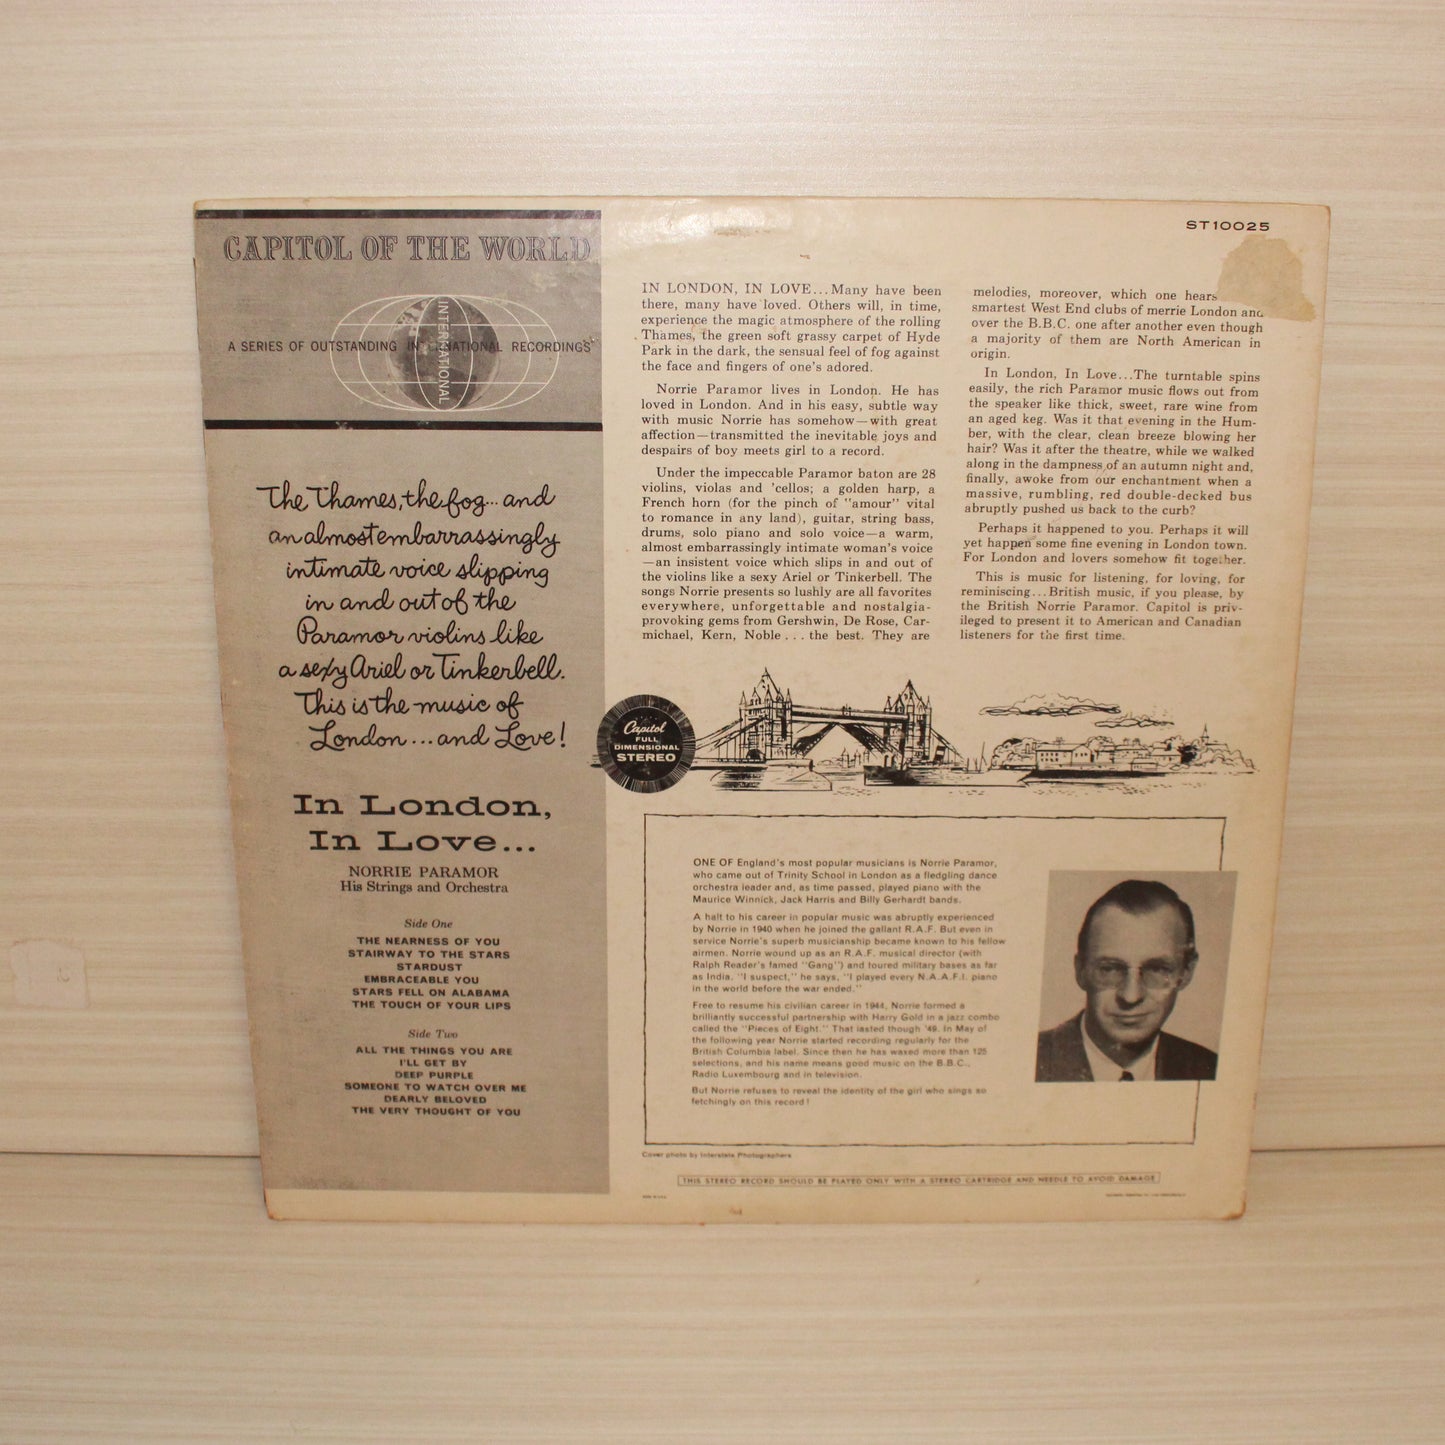 CAPITOL OF THE WORLD
INTERNATIONAL
A SERIES OF OUTSTANDING INTERNATIONAL RECORDINGS
The Thames, the fog... and
an almost embarrassingly
intimate voice slipping
in and out of the
Paramor violins like
a sexy Ariel or Tinkerbell.
This is the music of
London... and Love!
In London,
In Love...
NORRIE PARAMOR
His Strings and Orchestra
Side One
THE NEARNESS OF YOU
STAIRWAY TO THE STARS
STARDUST
EMBRACEABLE YOU
STARS FELL ON ALABAMA
THE TOUCH OF YOUR LIPS
Side Two
ALL THE THINGS YOU ARE
I'LL GET BY
DEEP PURPLE
SOMEONE TO WATCH OVER ME
DEARLY BELOVED
THE VERY THOUGHT OF YOU
ST10025
IN LONDON, IN LOVE...Many have been
there, many have loved. Others will, in time,
experience the magic atmosphere of the rolling
Thames, the green soft grassy carpet of Hyde
Park in the dark, the sensual feel of fog against
the face and fingers of one's adored.
Norrie Paramor lives in London. He has
loved in London. And in his easy, subtle way
with music Norrie has somehow—with great
affection—transmitted the inevitable joys and
despairs of boy meets girl to a record.
Under the impeccable Paramor baton are 28
violins, violas and 'cellos; a golden harp, a
French horn (for the pinch of "amour" vital
to romance in any land), guitar, string bass,
drums, solo piano and solo voice—a warm,
almost embarrassingly intimate woman's voice
—an insistent voice which slips in and out of
the violins like a sexy Ariel or Tinkerbell. The
songs Norrie presents so lushly are all favorites
everywhere, unforgettable and nostalgia-
provoking gems from Gershwin, De Rose, Car-
michael, Kern, Noble . . . the best. They are
melodies, moreover, which one hears
smartest West End clubs of merrie London and
over the B.B.C. one after another even though
a majority of them are North American in
origin.
In London, In Love...The turntable spins
easily, the rich Paramor music flows out from
the speaker like thick, sweet, rare wine from
an aged keg. Was it that evening in the Hum-
ber, with the clear, clean breeze blowing her
hair? Was it after the theatre, while we walked
along in the dampness of an autumn night and,
finally, awoke from our enchantment when a
massive, rumbling, red double-decked bus
abruptly pushed us back to the curb?
Perhaps it happened to you. Perhaps it will
yet happen some fine evening in London town.
For London and lovers somehow fit together.
This is music for listening, for loving, for
reminiscing...British music, if you please, by
the British Norrie Paramor. Capitol is priv-
ileged to present it to American and Canadian
listeners for the first time.
Capitol
FULL
DIMENSIONAL
STEREO
ONE OF England's most popular musicians is Norrie Paramor,
who came out of Trinity School in London as a fledgling dance
orchestra leader and, as time passed, played piano with the
Maurice Winnick, Jack Harris and Billy Gerhardt bands.
A halt to his career in popular music was abruptly experienced
by Norrie in 1940 when he joined the gallant R.A.F. But even in
service Norrie's superb musicianship became known to his fellow
airmen. Norrie wound up as an R.A.F. musical director (with
Ralph Reader's famed "Gang") and toured military bases as far
as India. "I suspect," he says, "I played every N.A.A.F.I. piano
in the world before the war ended."
Free to resume his civilian career in 1944, Norrie formed a
brilliantly successful partnership with Harry Gold in a jazz combo
called the "Pieces of Eight." That lasted though '49. In May of
the following year Norrie started recording regularly for the
British Columbia label. Since then he has waxed more than 125
selections, and his name means good music on the B.B.C.,
Radio Luxembourg and in television.
But Norrie refuses to reveal the identity of the girl who sings so
fetchingly on this record!
Cover photo by Interstate Photographers
THIS STEREO RECORD SHOULD BE PLAYED ONLY WITH A STEREO CARTRIDGE AND NEEDLE TO AVOID DAMAGE